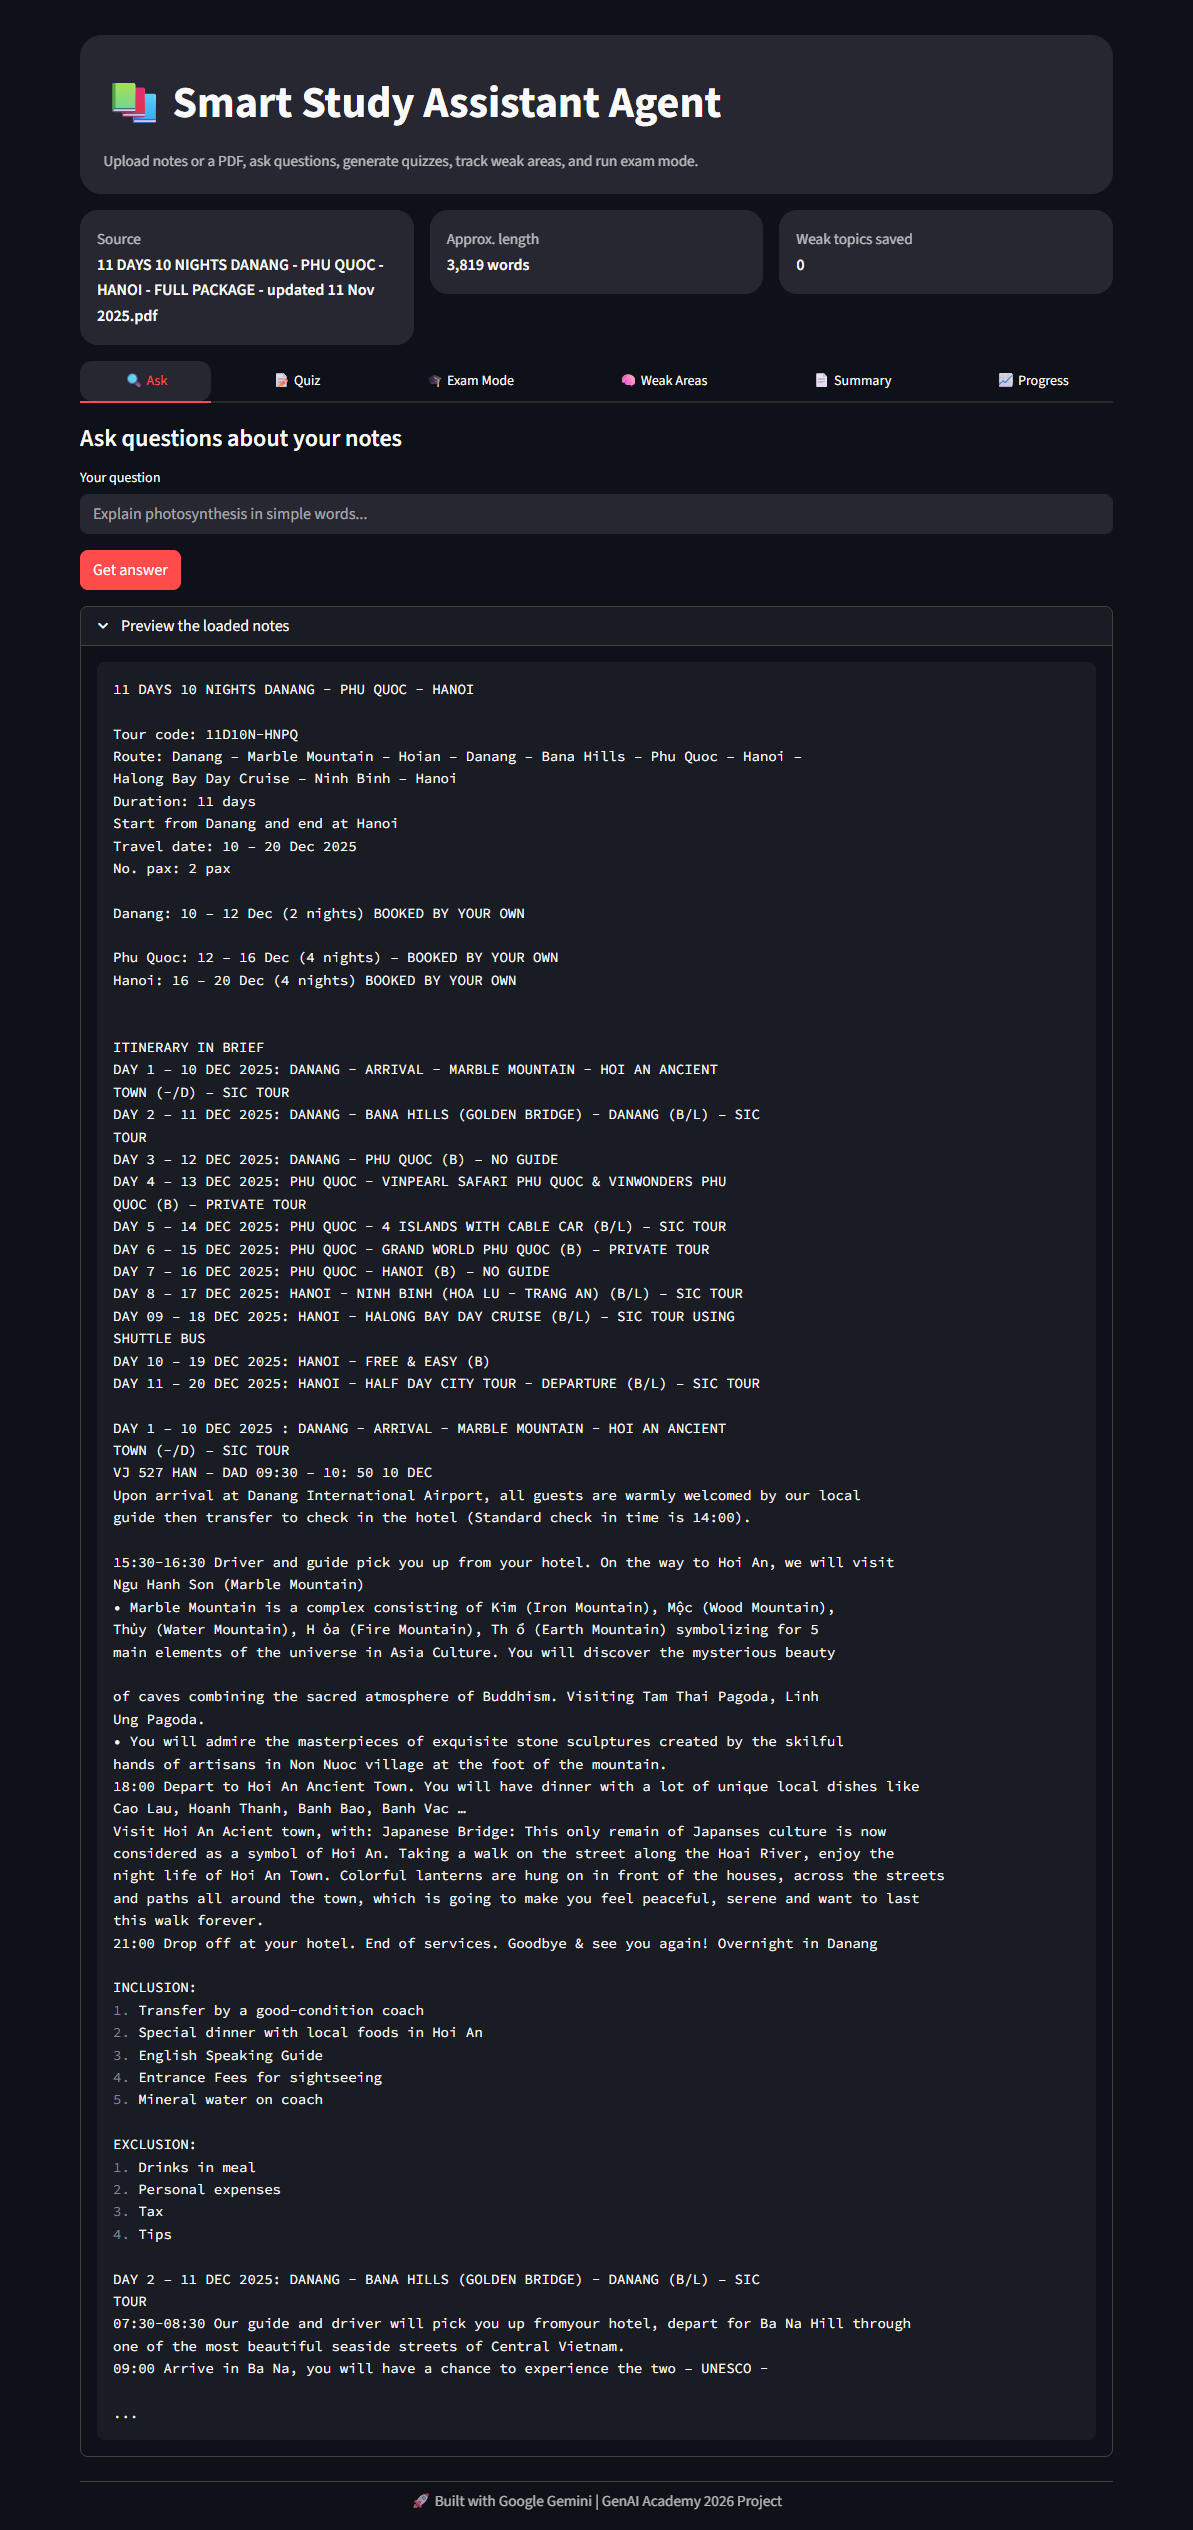 📚 Smart Study Assistant Agent
Upload notes or a PDF, ask questions, generate quizzes, track weak areas, and run exam mode.
Source
11 DAYS 10 NIGHTS DANANG - PHU QUOC -
HANOI - FULL PACKAGE - updated 11 Nov
2025.pdf
Approx. length
3,819 words
Weak topics saved
0
🔍 Ask
📝 Quiz
🎓 Exam Mode
🧠 Weak Areas
📄 Summary
📈 Progress
Ask questions about your notes
Your question
Explain photosynthesis in simple words...
Get answer
Preview the loaded notes
11 DAYS 10 NIGHTS DANANG - PHU QUOC - HANOI
Tour code: 11D10N-HNPQ
Route: Danang – Marble Mountain – Hoian – Danang – Bana Hills – Phu Quoc – Hanoi –
Halong Bay Day Cruise – Ninh Binh – Hanoi
Duration: 11 days
Start from Danang and end at Hanoi
Travel date: 10 – 20 Dec 2025
No. pax: 2 pax
Danang: 10 – 12 Dec (2 nights) BOOKED BY YOUR OWN
Phu Quoc: 12 – 16 Dec (4 nights) – BOOKED BY YOUR OWN
Hanoi: 16 – 20 Dec (4 nights) BOOKED BY YOUR OWN
ITINERARY IN BRIEF
DAY 1 – 10 DEC 2025: DANANG - ARRIVAL - MARBLE MOUNTAIN - HOI AN ANCIENT
TOWN (-/D) – SIC TOUR
DAY 2 – 11 DEC 2025: DANANG - BANA HILLS (GOLDEN BRIDGE) - DANANG (B/L) – SIC
TOUR
DAY 3 – 12 DEC 2025: DANANG - PHU QUOC (B) – NO GUIDE
DAY 4 – 13 DEC 2025: PHU QUOC - VINPEARL SAFARI PHU QUOC & VINWONDERS PHU
QUOC (B) – PRIVATE TOUR
DAY 5 – 14 DEC 2025: PHU QUOC - 4 ISLANDS WITH CABLE CAR (B/L) – SIC TOUR
DAY 6 – 15 DEC 2025: PHU QUOC - GRAND WORLD PHU QUOC (B) – PRIVATE TOUR
DAY 7 – 16 DEC 2025: PHU QUOC - HANOI (B) – NO GUIDE
DAY 8 – 17 DEC 2025: HANOI - NINH BINH (HOA LU - TRANG AN) (B/L) – SIC TOUR
DAY 09 – 18 DEC 2025: HANOI - HALONG BAY DAY CRUISE (B/L) – SIC TOUR USING
SHUTTLE BUS
DAY 10 – 19 DEC 2025: HANOI - FREE & EASY (B)
DAY 11 – 20 DEC 2025: HANOI - HALF DAY CITY TOUR - DEPARTURE (B/L) – SIC TOUR
DAY 1 – 10 DEC 2025 : DANANG - ARRIVAL - MARBLE MOUNTAIN - HOI AN ANCIENT
TOWN (-/D) – SIC TOUR
VJ 527 HAN – DAD 09:30 – 10: 50 10 DEC
Upon arrival at Danang International Airport, all guests are warmly welcomed by our local
guide then transfer to check in the hotel (Standard check in time is 14:00).
15:30-16:30 Driver and guide pick you up from your hotel. On the way to Hoi An, we will visit
Ngu Hanh Son (Marble Mountain)
• Marble Mountain is a complex consisting of Kim (Iron Mountain), Mộc (Wood Mountain),
Thủy (Water Mountain), H ỏa (Fire Mountain), Th ổ (Earth Mountain) symbolizing for 5
main elements of the universe in Asia Culture. You will discover the mysterious beauty
of caves combining the sacred atmosphere of Buddhism. Visiting Tam Thai Pagoda, Linh
Ung Pagoda.
• You will admire the masterpieces of exquisite stone sculptures created by the skilful
hands of artisans in Non Nuoc village at the foot of the mountain.
18:00 Depart to Hoi An Ancient Town. You will have dinner with a lot of unique local dishes like
Cao Lau, Hoanh Thanh, Banh Bao, Banh Vac …
Visit Hoi An Acient town, with: Japanese Bridge: This only remain of Japanses culture is now
considered as a symbol of Hoi An. Taking a walk on the street along the Hoai River, enjoy the
night life of Hoi An Town. Colorful lanterns are hung on in front of the houses, across the streets
and paths all around the town, which is going to make you feel peaceful, serene and want to last
this walk forever.
21:00 Drop off at your hotel. End of services. Goodbye & see you again! Overnight in Danang
INCLUSION:
1. Transfer by a good-condition coach
2. Special dinner with local foods in Hoi An
3. English Speaking Guide
4. Entrance Fees for sightseeing
5. Mineral water on coach
EXCLUSION:
1. Drinks in meal
2. Personal expenses
3. Tax
4. Tips
DAY 2 – 11 DEC 2025: DANANG - BANA HILLS (GOLDEN BRIDGE) - DANANG (B/L) – SIC
TOUR
07:30-08:30 Our guide and driver will pick you up fromyour hotel, depart for Ba Na Hill through
one of the most beautiful seaside streets of Central Vietnam.
09:00 Arrive in Ba Na, you will have a chance to experience the two – UNESCO -
...
🚀 Built with Google Gemini | GenAI Academy 2026 Project